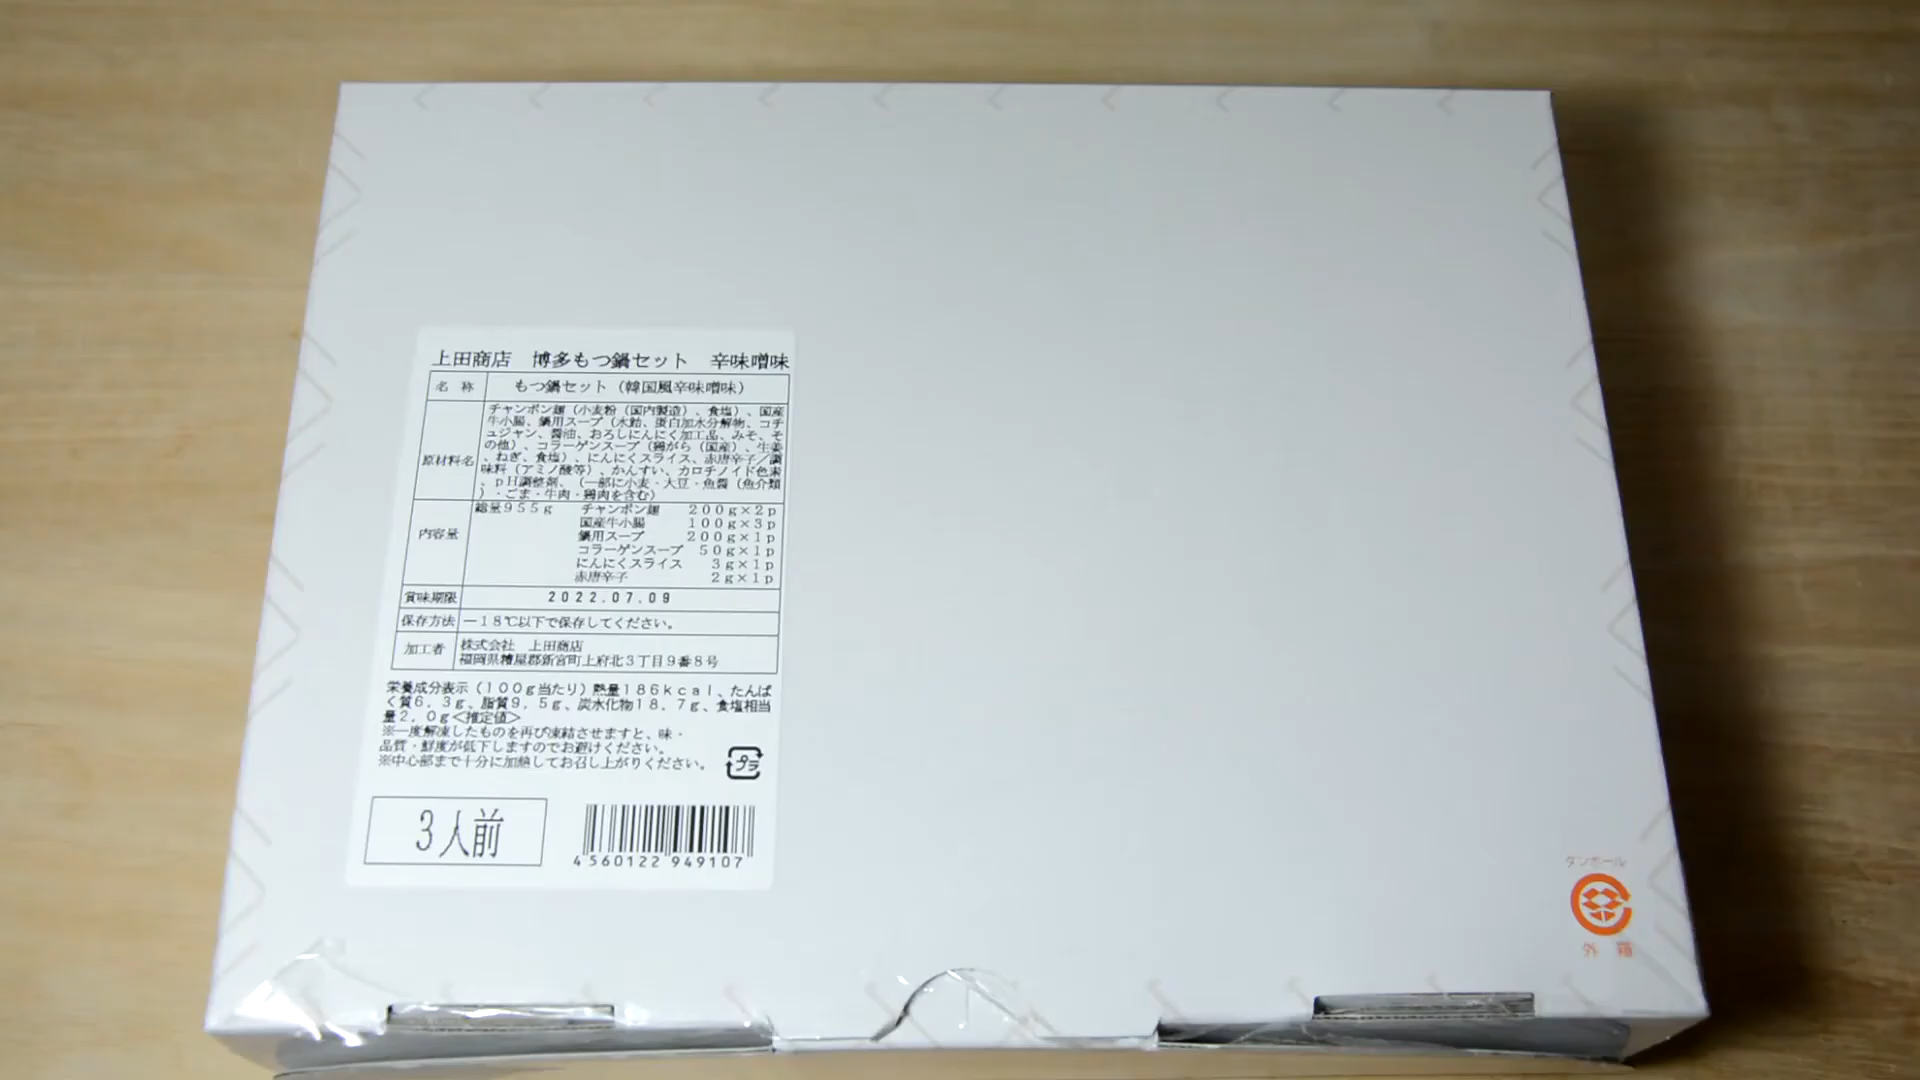 上田商店 博多もつ鍋セット 辛味噌味
名 称 もつ鍋セット（韓国風辛味噌味）
原材料名
チャンポン麺（小麦粉（国内製造）、食塩）、国産
牛小腸、鍋用スープ（水飴、蛋白加水分解物、コチ
ュジャン、醤油、おろしにんにく加工品、みそ、そ
の他）、コラーゲンスープ（鶏がら（国産）、生姜
、ねぎ、食塩）、にんにくスライス、赤唐辛子／調
味料（アミノ酸等）、かんすい、カロチノイド色素
、ｐＨ調整剤、（一部に小麦・大豆・魚醤（魚介類
）・ごま・牛肉・鶏肉を含む）
内容量
総量９５５ｇ チャンポン麺 ２００ｇ×２ｐ
国産牛小腸 １００ｇ×３ｐ
鍋用スープ ２００ｇ×１ｐ
コラーゲンスープ ５０ｇ×１ｐ
にんにくスライス ３ｇ×１ｐ
赤唐辛子 ２ｇ×１ｐ
賞味期限 2022.07.09
保存方法 －１８℃以下で保存してください。
加工者
株式会社 上田商店
福岡県糟屋郡新宮町上府北３丁目９番８号
栄養成分表示（１００ｇ当たり）熱量１８６ｋｃａｌ、たんぱ
く質６．３ｇ、脂質９．５ｇ、炭水化物１８．７ｇ、食塩相当
量２．０ｇ＜推定値＞
※一度解凍したものを再び凍結させますと、味・
品質・鮮度が低下しますのでお避けください。
※中心部まで十分に加熱してお召し上がりください。
プラ
3人前
4 560122 949107
ダンボール
外 箱